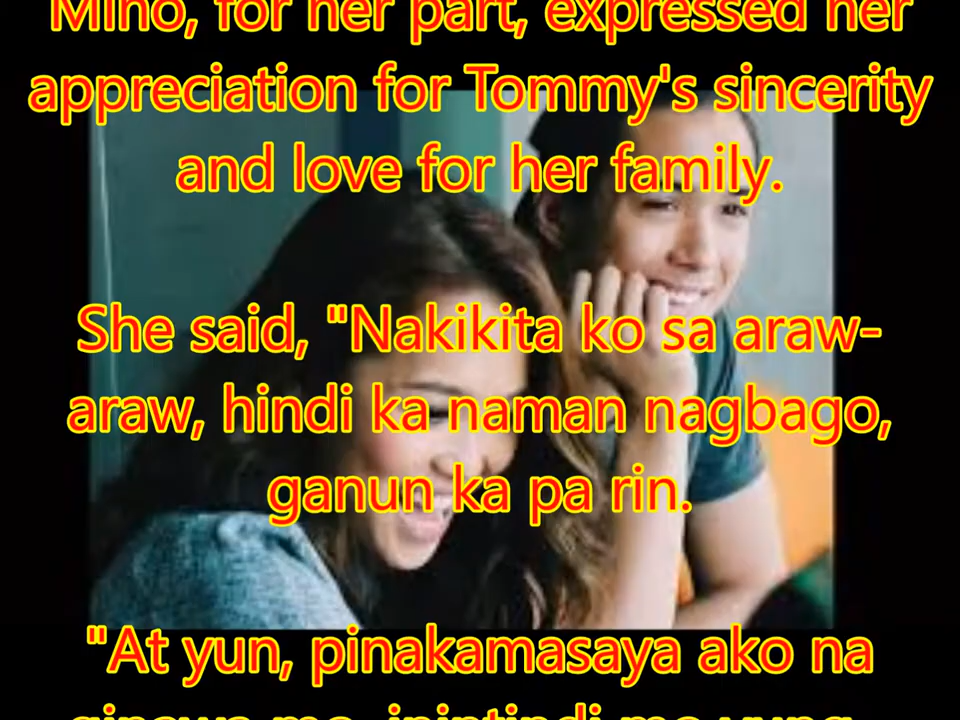 Miho, for her part, expressed her
appreciation for Tommy's sincerity
and love for her family.
She said, "Nakikita ko sa araw-
araw, hindi ka naman nagbago,
ganun ka pa rin.
"At yun, pinakamasaya ako na